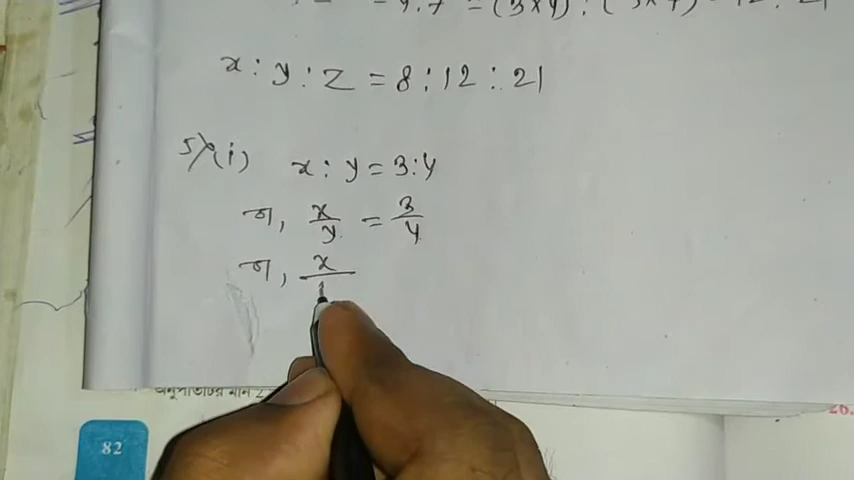 x : y : z = 8 : 12 : 21
5/(i) x : y = 3:4
বা, x/y = 3/4
বা, x
82